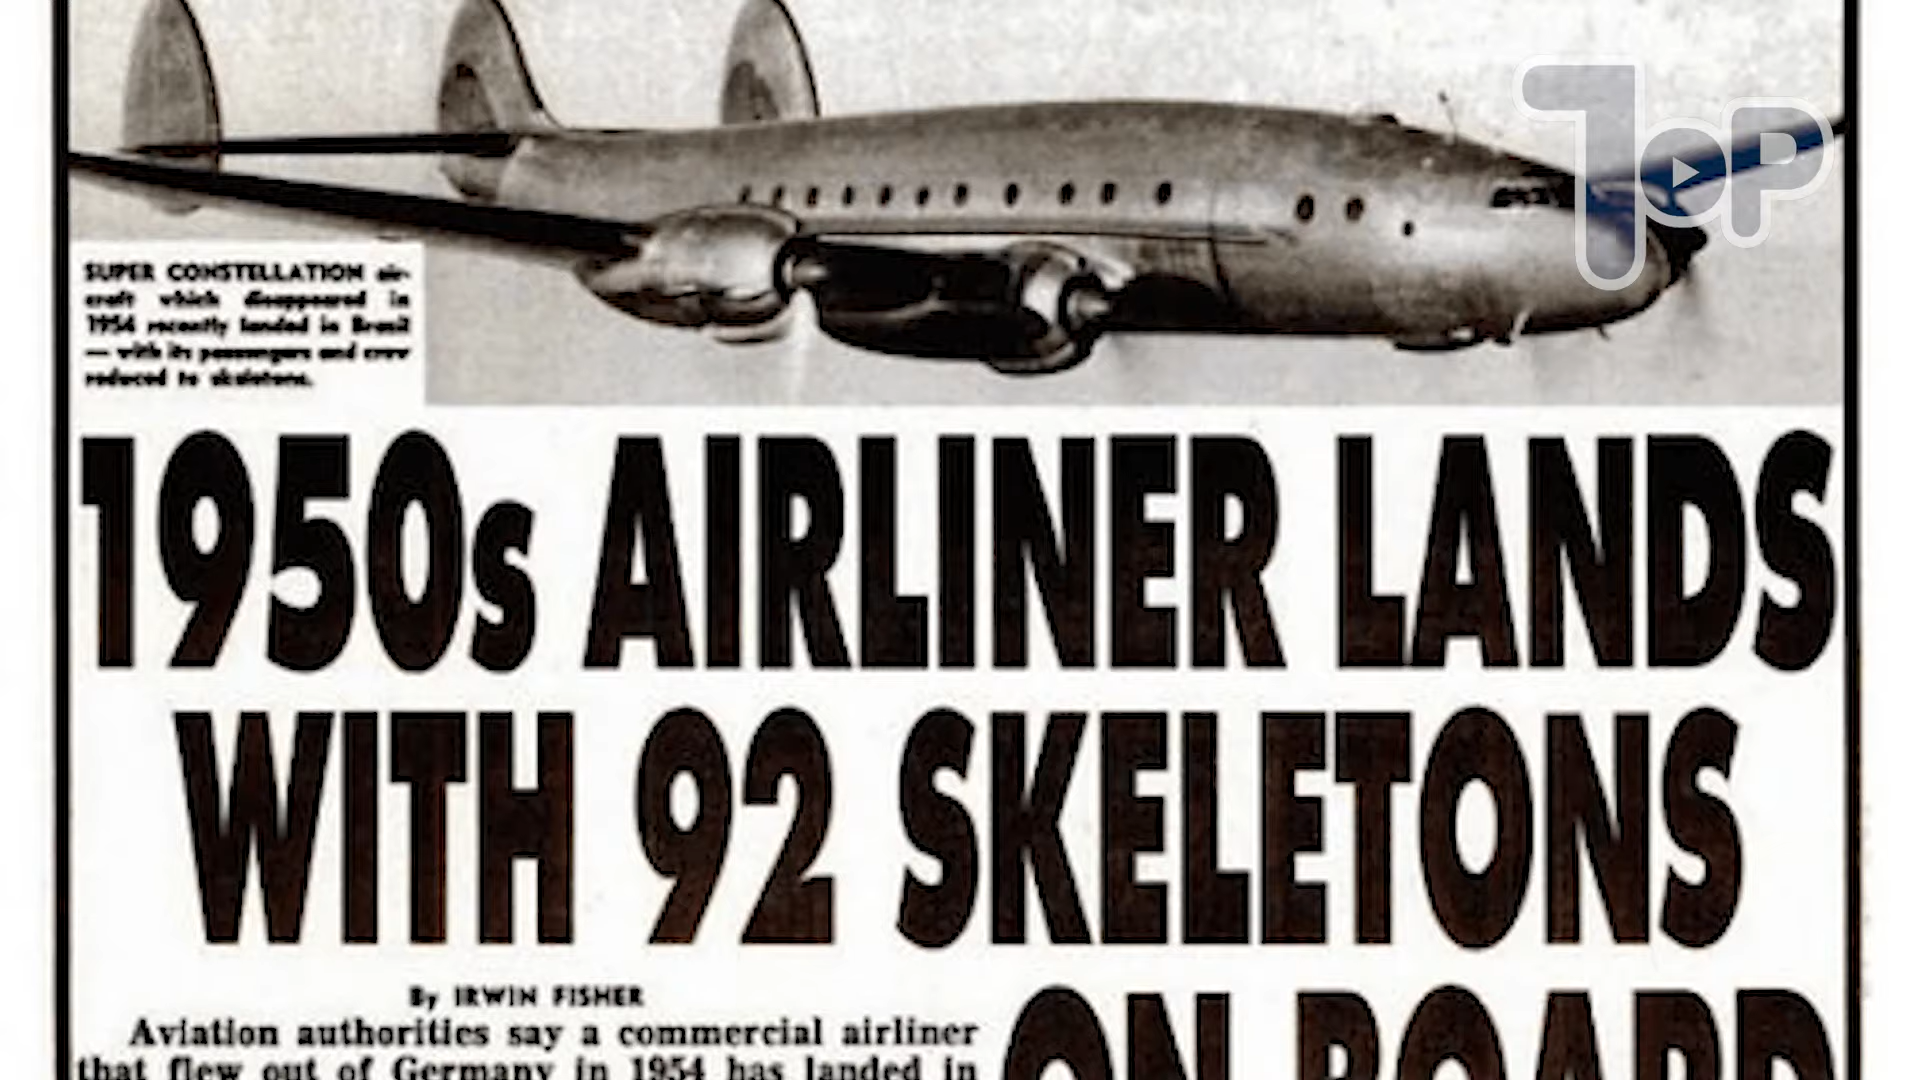 TOP
SUPER CONSTELLATION air-
craft which disappeared in
1954 recently landed in Brazil
— with its passengers and crew
reduced to skeletons.
1950s AIRLINER LANDS
WITH 92 SKELETONS
ON BOARD
By IRWIN FISHER
Aviation authorities say a commercial airliner
that flew out of Germany in 1954 has landed in